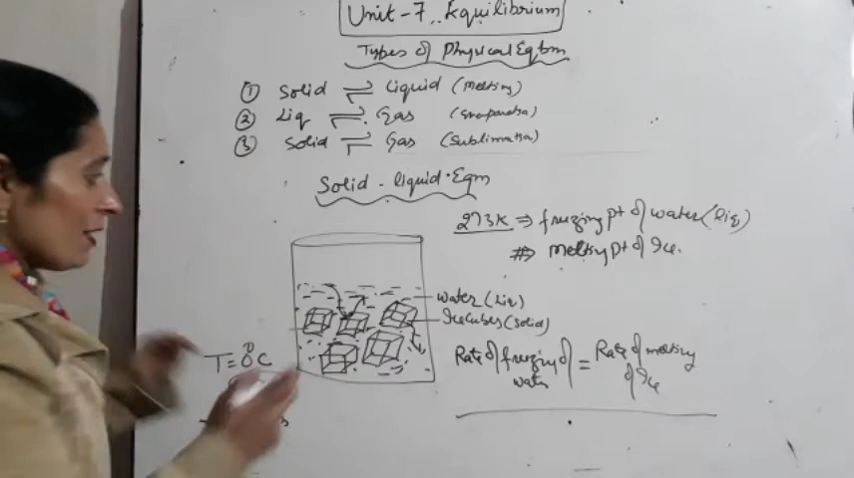 Unit-7 Equilibrium
Types of Physical Eqbm
① Solid ⇌ Liquid (Melting)
② Liq ⇌ Gas
③ Solid ⇌ Gas (Sublimation)
Solid - liquid Eqm
273K ⇒ freezing pt of water (liq)
⇒ Melting pt of Ice.
water (Liq)
Ice cubes (solid)
T = 0°C
Rate of freezing of water = Rate of melting of Ice